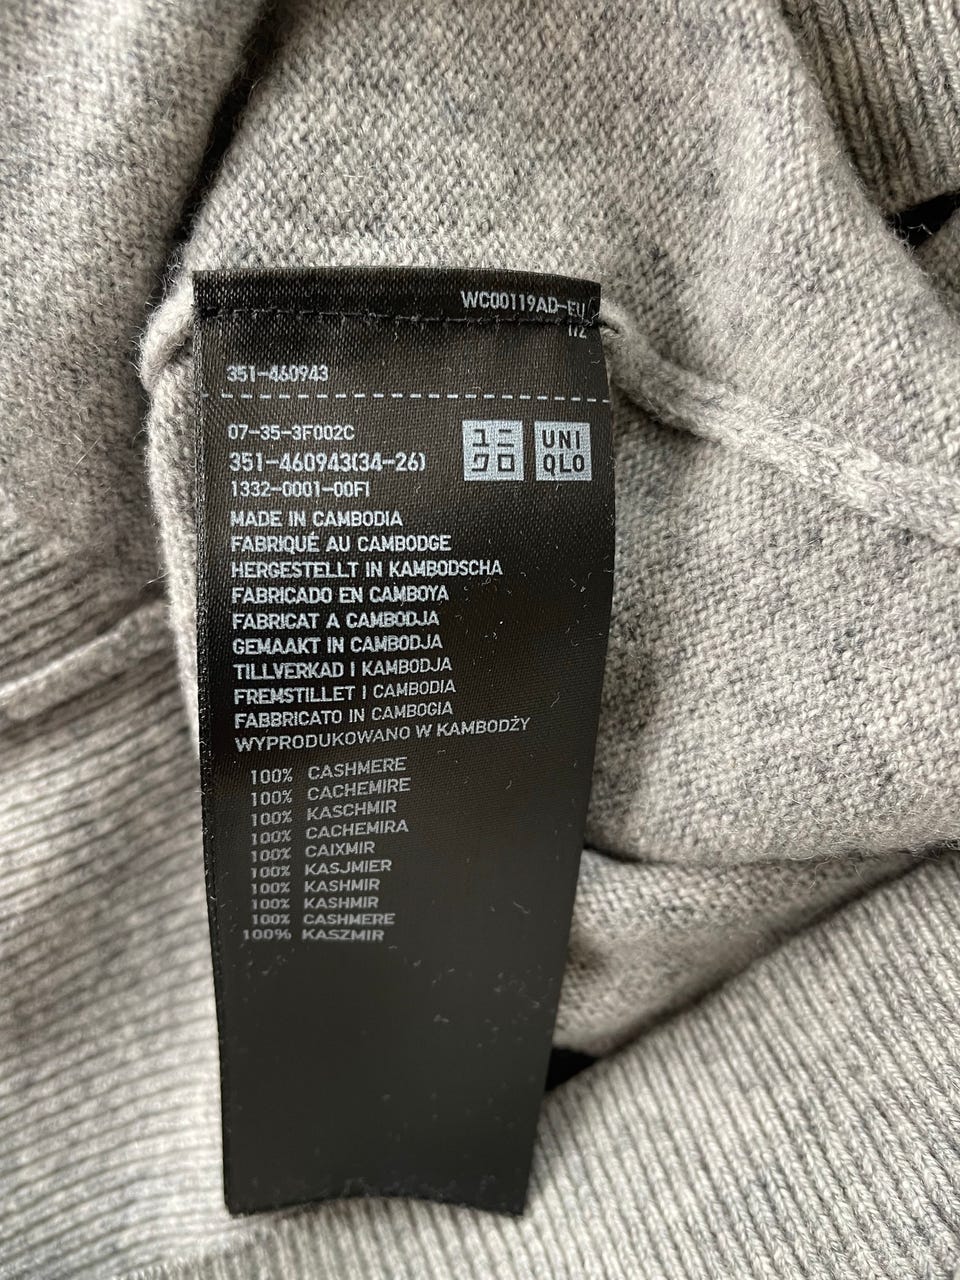 WC00119AD-EU
1/2
351-460943
07-35-3F002C
351-460943(34-26)
1332-0001-00F1
ユニ
クロ
UNI
QLO
MADE IN CAMBODIA
FABRIQUÉ AU CAMBODGE
HERGESTELLT IN KAMBODSCHA
FABRICADO EN CAMBOYA
FABRICAT A CAMBODJA
GEMAAKT IN CAMBODJA
TILLVERKAD I KAMBODJA
FREMSTILLET I CAMBODIA
FABBRICATO IN CAMBOGIA
WYPRODUKOWANO W KAMBODŻY
100% CASHMERE
100% CACHEMIRE
100% KASCHMIR
100% CACHEMIRA
100% CAIXMIR
100% KASJMIER
100% KASHMIR
100% KASHMIR
100% CASHMERE
100% KASZMIR